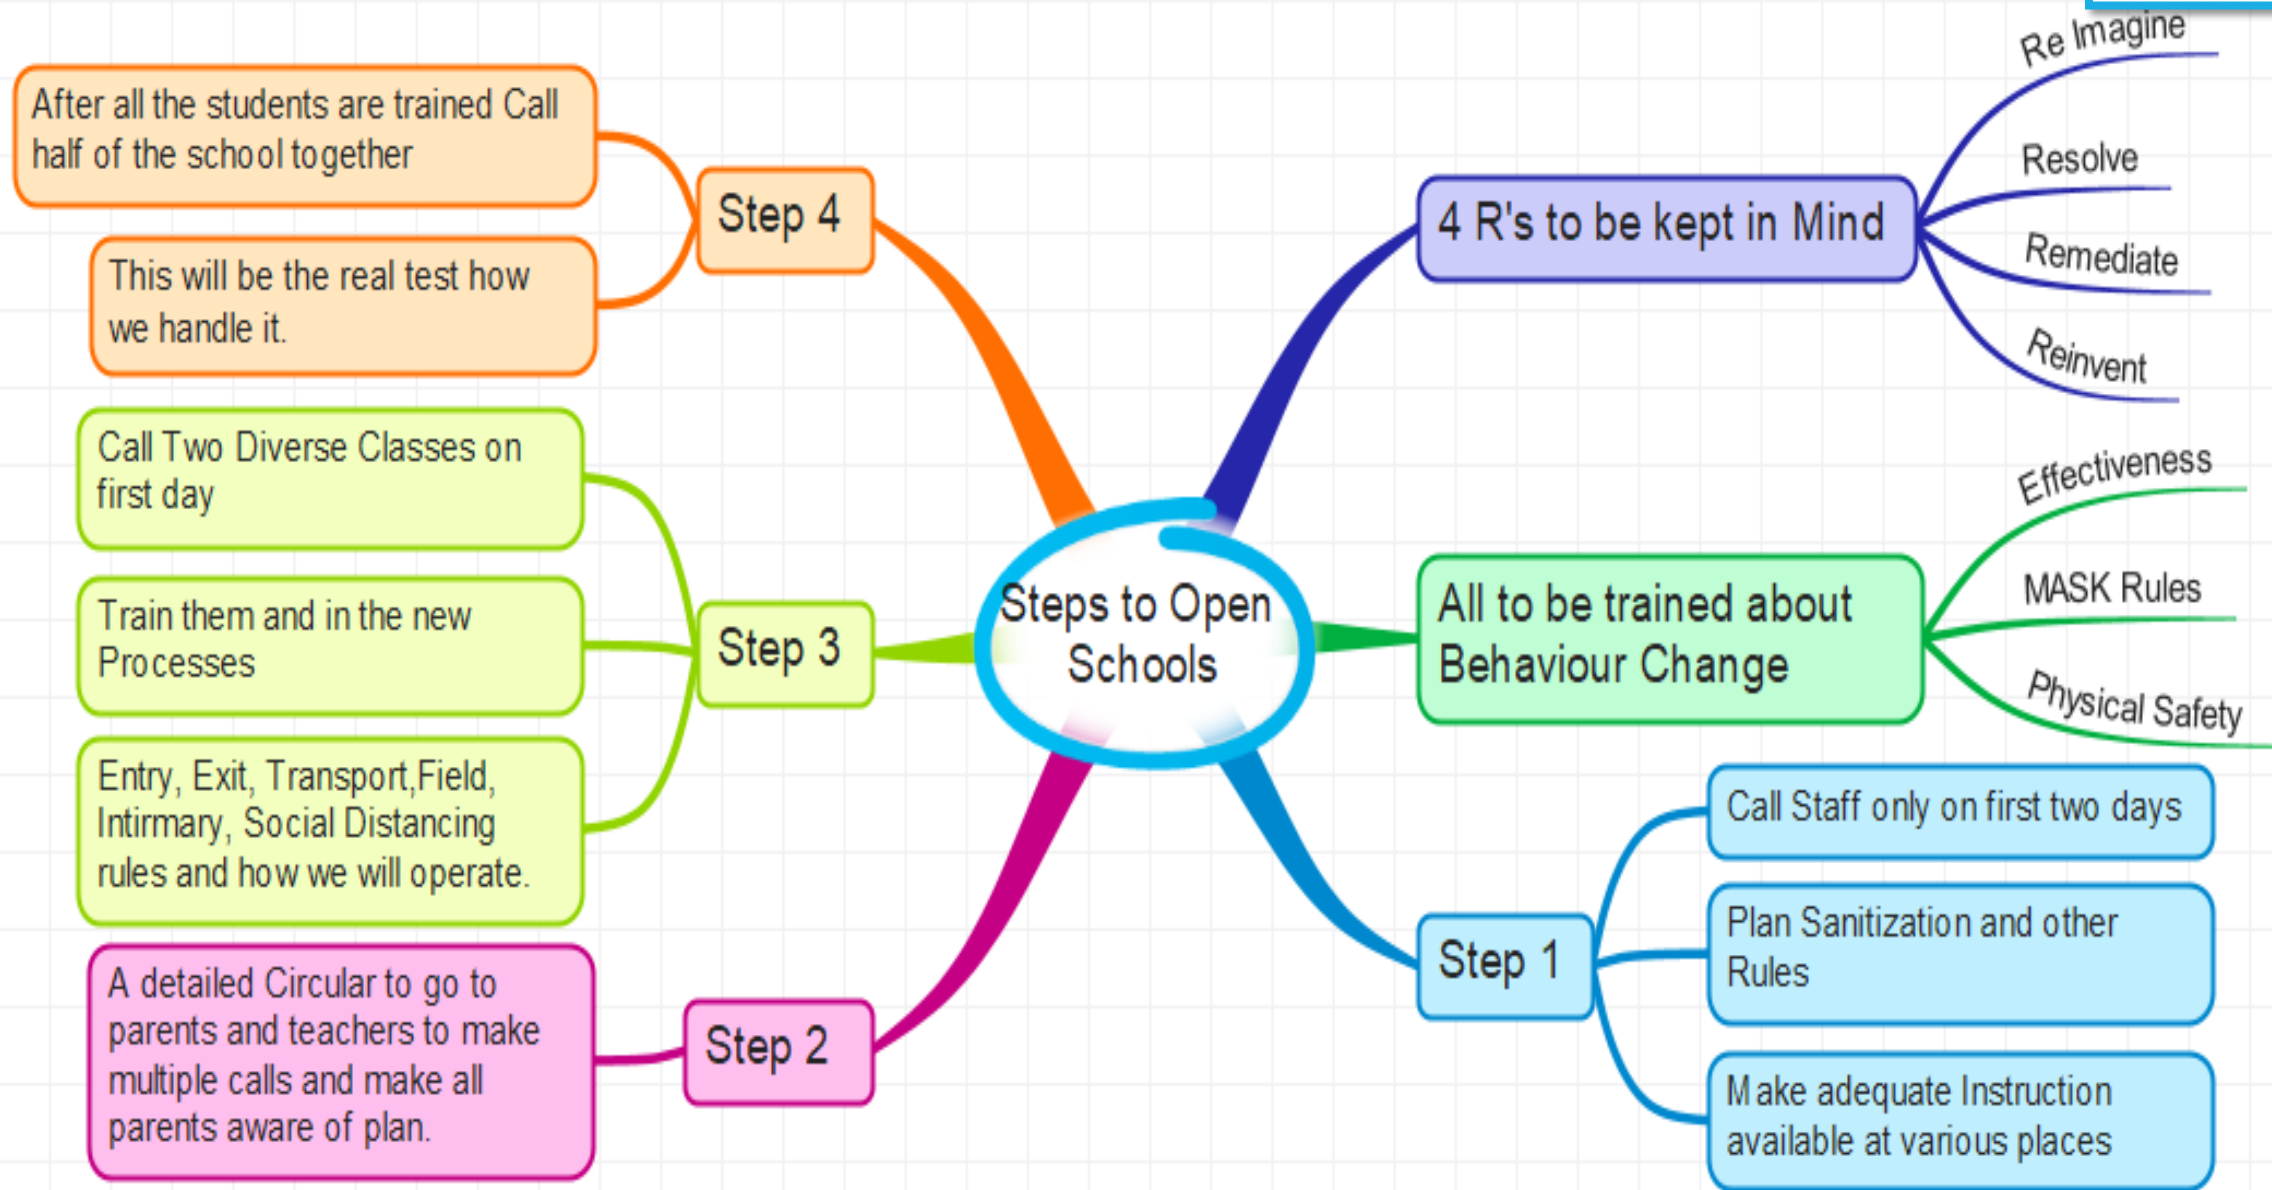 Steps to Open
Schools
4 R's to be kept in Mind
Re Imagine
Resolve
Remediate
Reinvent
All to be trained about
Behaviour Change
Effectiveness
MASK Rules
Physical Safety
Step 1
Call Staff only on first two days
Plan Sanitization and other
Rules
Make adequate Instruction
available at various places
Step 2
A detailed Circular to go to
parents and teachers to make
multiple calls and make all
parents aware of plan.
Step 3
Call Two Diverse Classes on
first day
Train them and in the new
Processes
Entry, Exit, Transport,Field,
Intirmary, Social Distancing
rules and how we will operate.
Step 4
After all the students are trained Call
half of the school together
This will be the real test how
we handle it.